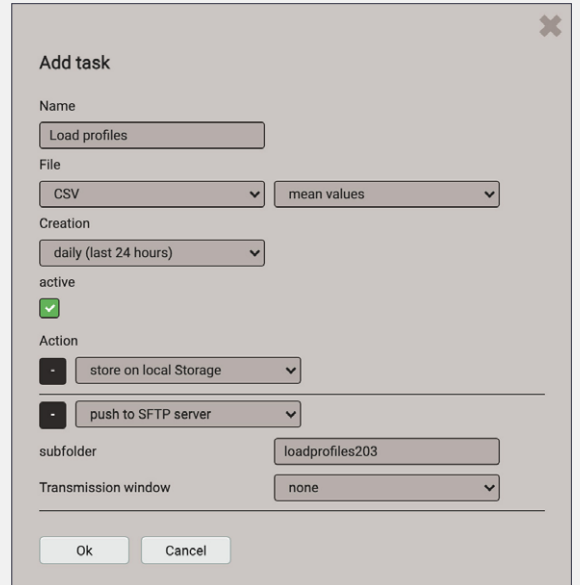 Add task
Name
Load profiles
File
CSV mean values
Creation
daily (last 24 hours)
active
Action
- store on local Storage
- push to SFTP server
subfolder loadprofiles203
Transmission window none
Ok Cancel